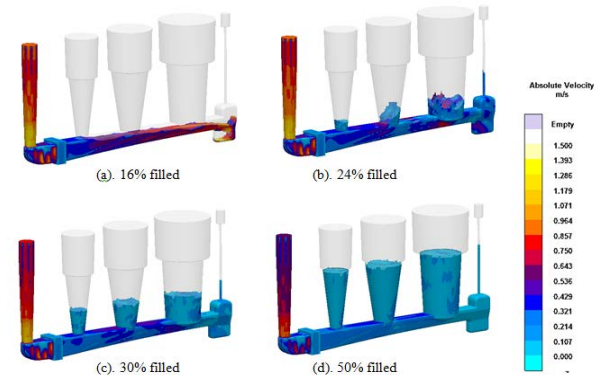 (a). 16% filled
(b). 24% filled
(c). 30% filled
(d). 50% filled
Absolute Velocity
m/s
Empty
1.500
1.393
1.286
1.179
1.071
0.964
0.857
0.750
0.643
0.536
0.429
0.321
0.214
0.107
0.000